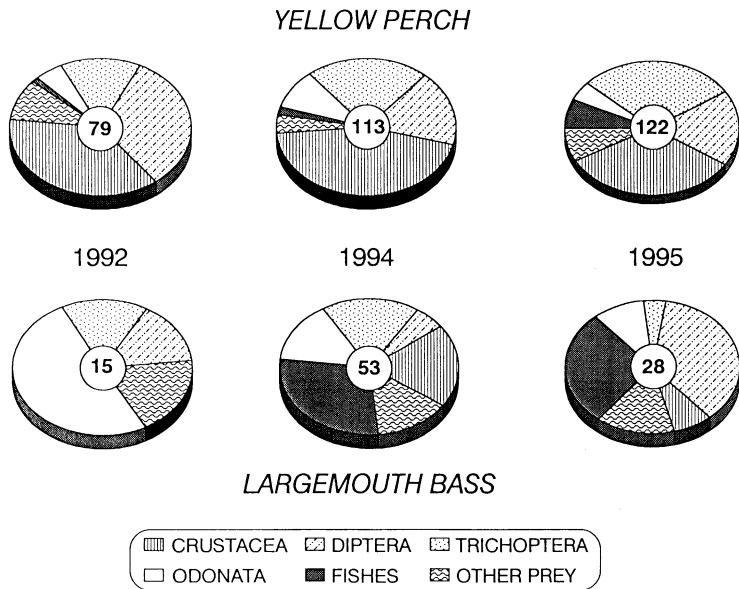 YELLOW PERCH
79 113 122
1992 1994 1995
15 53 28
LARGEMOUTH BASS
CRUSTACEA DIPTERA TRICHOPTERA
ODONATA FISHES OTHER PREY